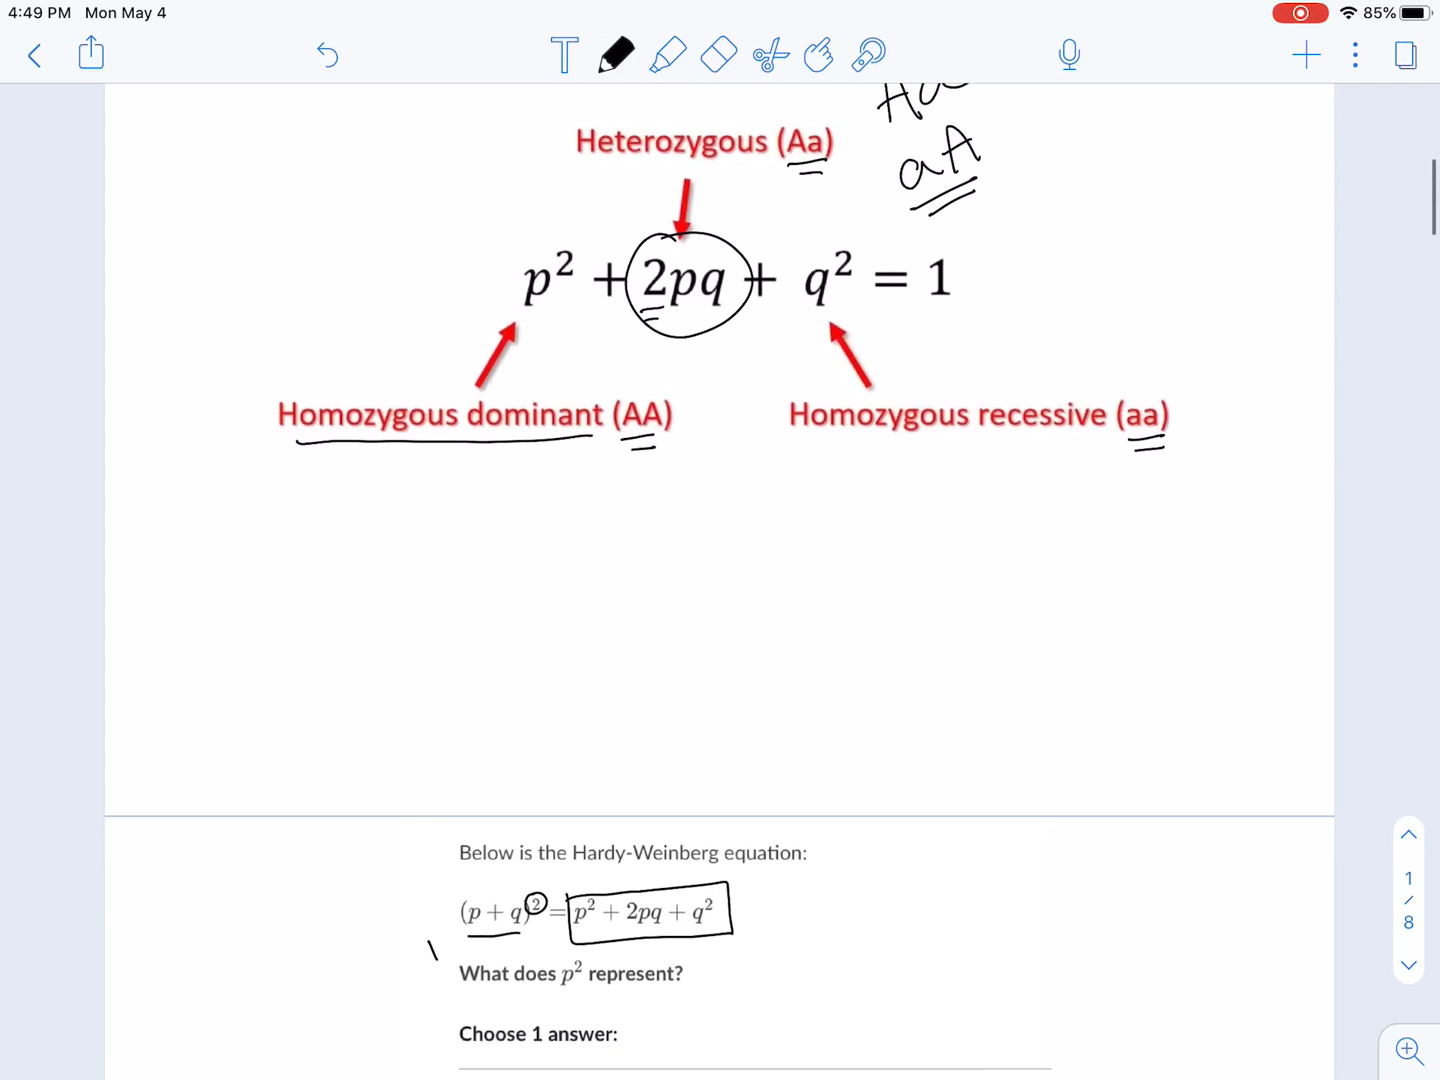 4:49 PM Mon May 4
85%
T
Aa
Heterozygous (Aa)
aA
p² + 2pq + q² = 1
Homozygous dominant (AA)
Homozygous recessive (aa)
Below is the Hardy-Weinberg equation:
(p + q)² = p² + 2pq + q²
What does p² represent?
Choose 1 answer:
1
/
8